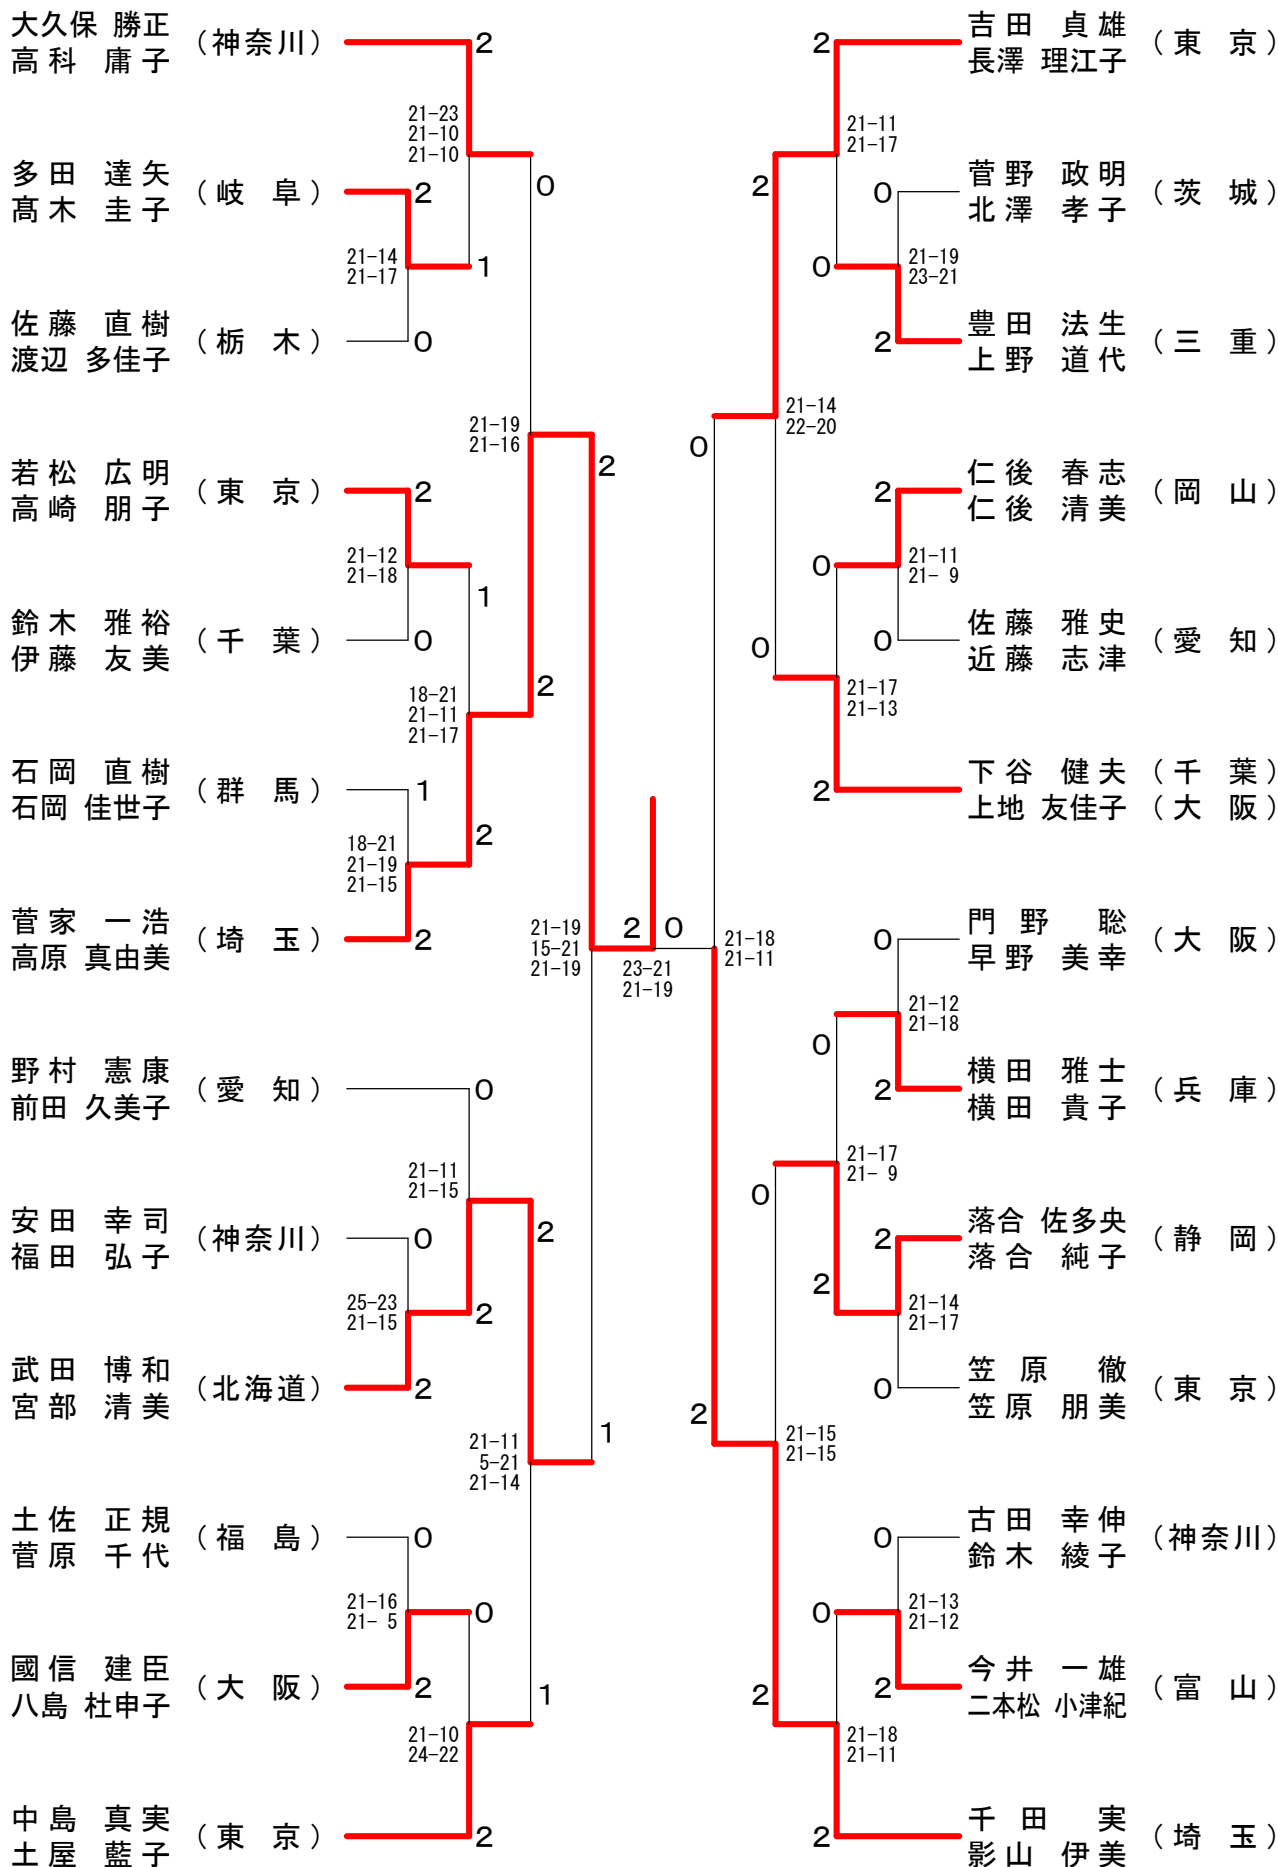 大久保 勝正
高科 庸子
(神奈川)
2
21-23
21-10
21-10
0
多田 達矢
髙木 圭子
(岐阜)
2
21-14
21-17
1
佐藤 直樹
渡辺 多佳子
(栃木)
0
21-19
21-16
2
若松 広明
高崎 朋子
(東京)
2
21-12
21-18
1
鈴木 雅裕
伊藤 友美
(千葉)
0
18-21
21-11
21-17
2
石岡 直樹
石岡 佳世子
(群馬)
1
18-21
21-19
21-15
2
菅家 一浩
高原 真由美
(埼玉)
2
21-19
15-21
21-19
2
0
23-21
21-19
野村 憲康
前田 久美子
(愛知)
0
21-11
21-15
2
安田 幸司
福田 弘子
(神奈川)
0
25-23
21-15
2
武田 博和
宮部 清美
(北海道)
2
21-11
5-21
21-14
1
土佐 正規
菅原 千代
(福島)
0
21-16
21- 5
0
國信 建臣
八島 杜申子
(大阪)
2
1
21-10
24-22
中島 真実
土屋 藍子
(東京)
2
2
吉田 貞雄
長澤 理江子
(東京)
21-11
21-17
2
0
菅野 政明
北澤 孝子
(茨城)
0
21-19
23-21
2
豊田 法生
上野 道代
(三重)
21-14
22-20
0
2
仁後 春志
仁後 清美
(岡山)
0
21-11
21- 9
0
佐藤 雅史
近藤 志津
(愛知)
0
21-17
21-13
2
下谷 健夫
上地 友佳子
(千葉)
(大阪)
21-18
21-11
0
門野 聡
早野 美幸
(大阪)
21-12
21-18
0
2
横田 雅士
横田 貴子
(兵庫)
21-17
21- 9
0
2
落合 佐多央
落合 純子
(静岡)
2
21-14
21-17
0
笠原 徹
笠原 朋美
(東京)
2
21-15
21-15
0
古田 幸伸
鈴木 綾子
(神奈川)
0
21-13
21-12
2
今井 一雄
二本松 小津紀
(富山)
2
21-18
21-11
2
千田 実
影山 伊美
(埼玉)